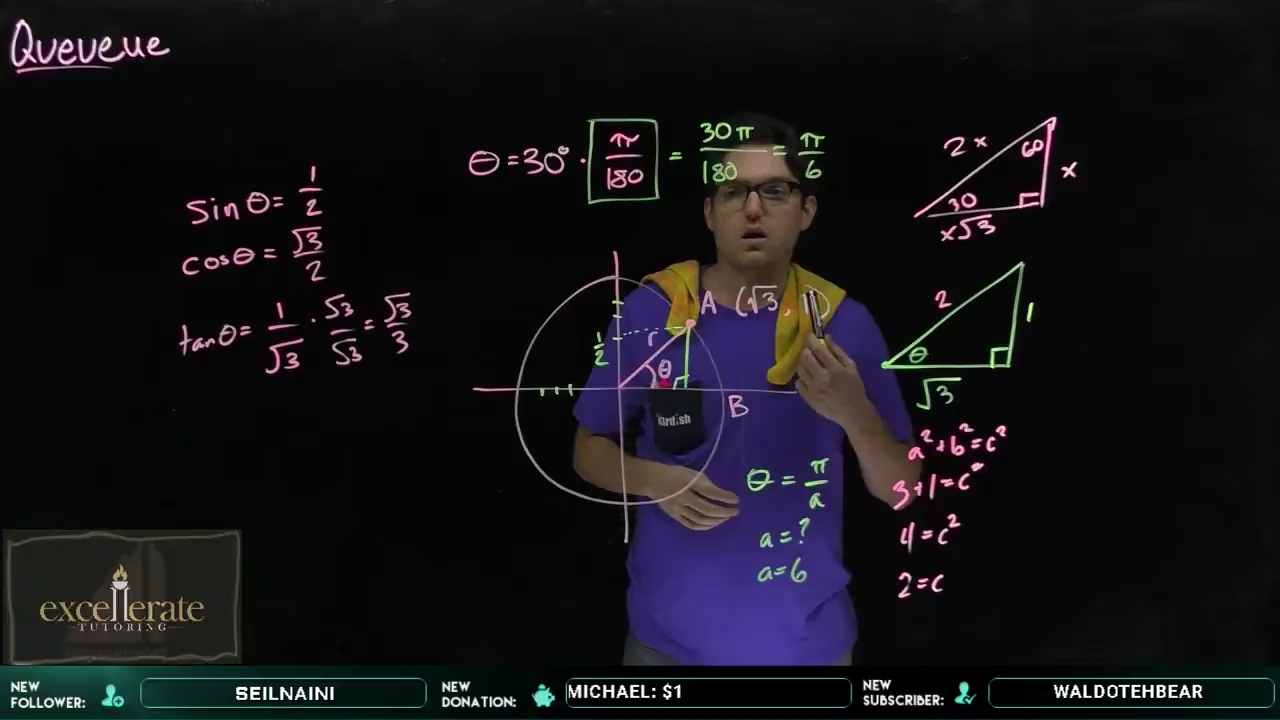 Queueue
θ = 30° · π/180 = 30π/180 = π/6
sin θ = 1/2
cos θ = √3/2
tan θ = 1/√3 · √3/√3 = √3/3
2x
60
x
30
x√3
A (√3, 1)
1/2
r
θ
B
kirdish
2
1
θ
√3
θ = π/a
a = ?
a = 6
a² + b² = c²
3 + 1 = c²
4 = c²
2 = c
excellerate
TUTORING
NEW FOLLOWER:
SEILNAINI
NEW DONATION:
MICHAEL: $1
NEW SUBSCRIBER:
WALDOTEHBEAR